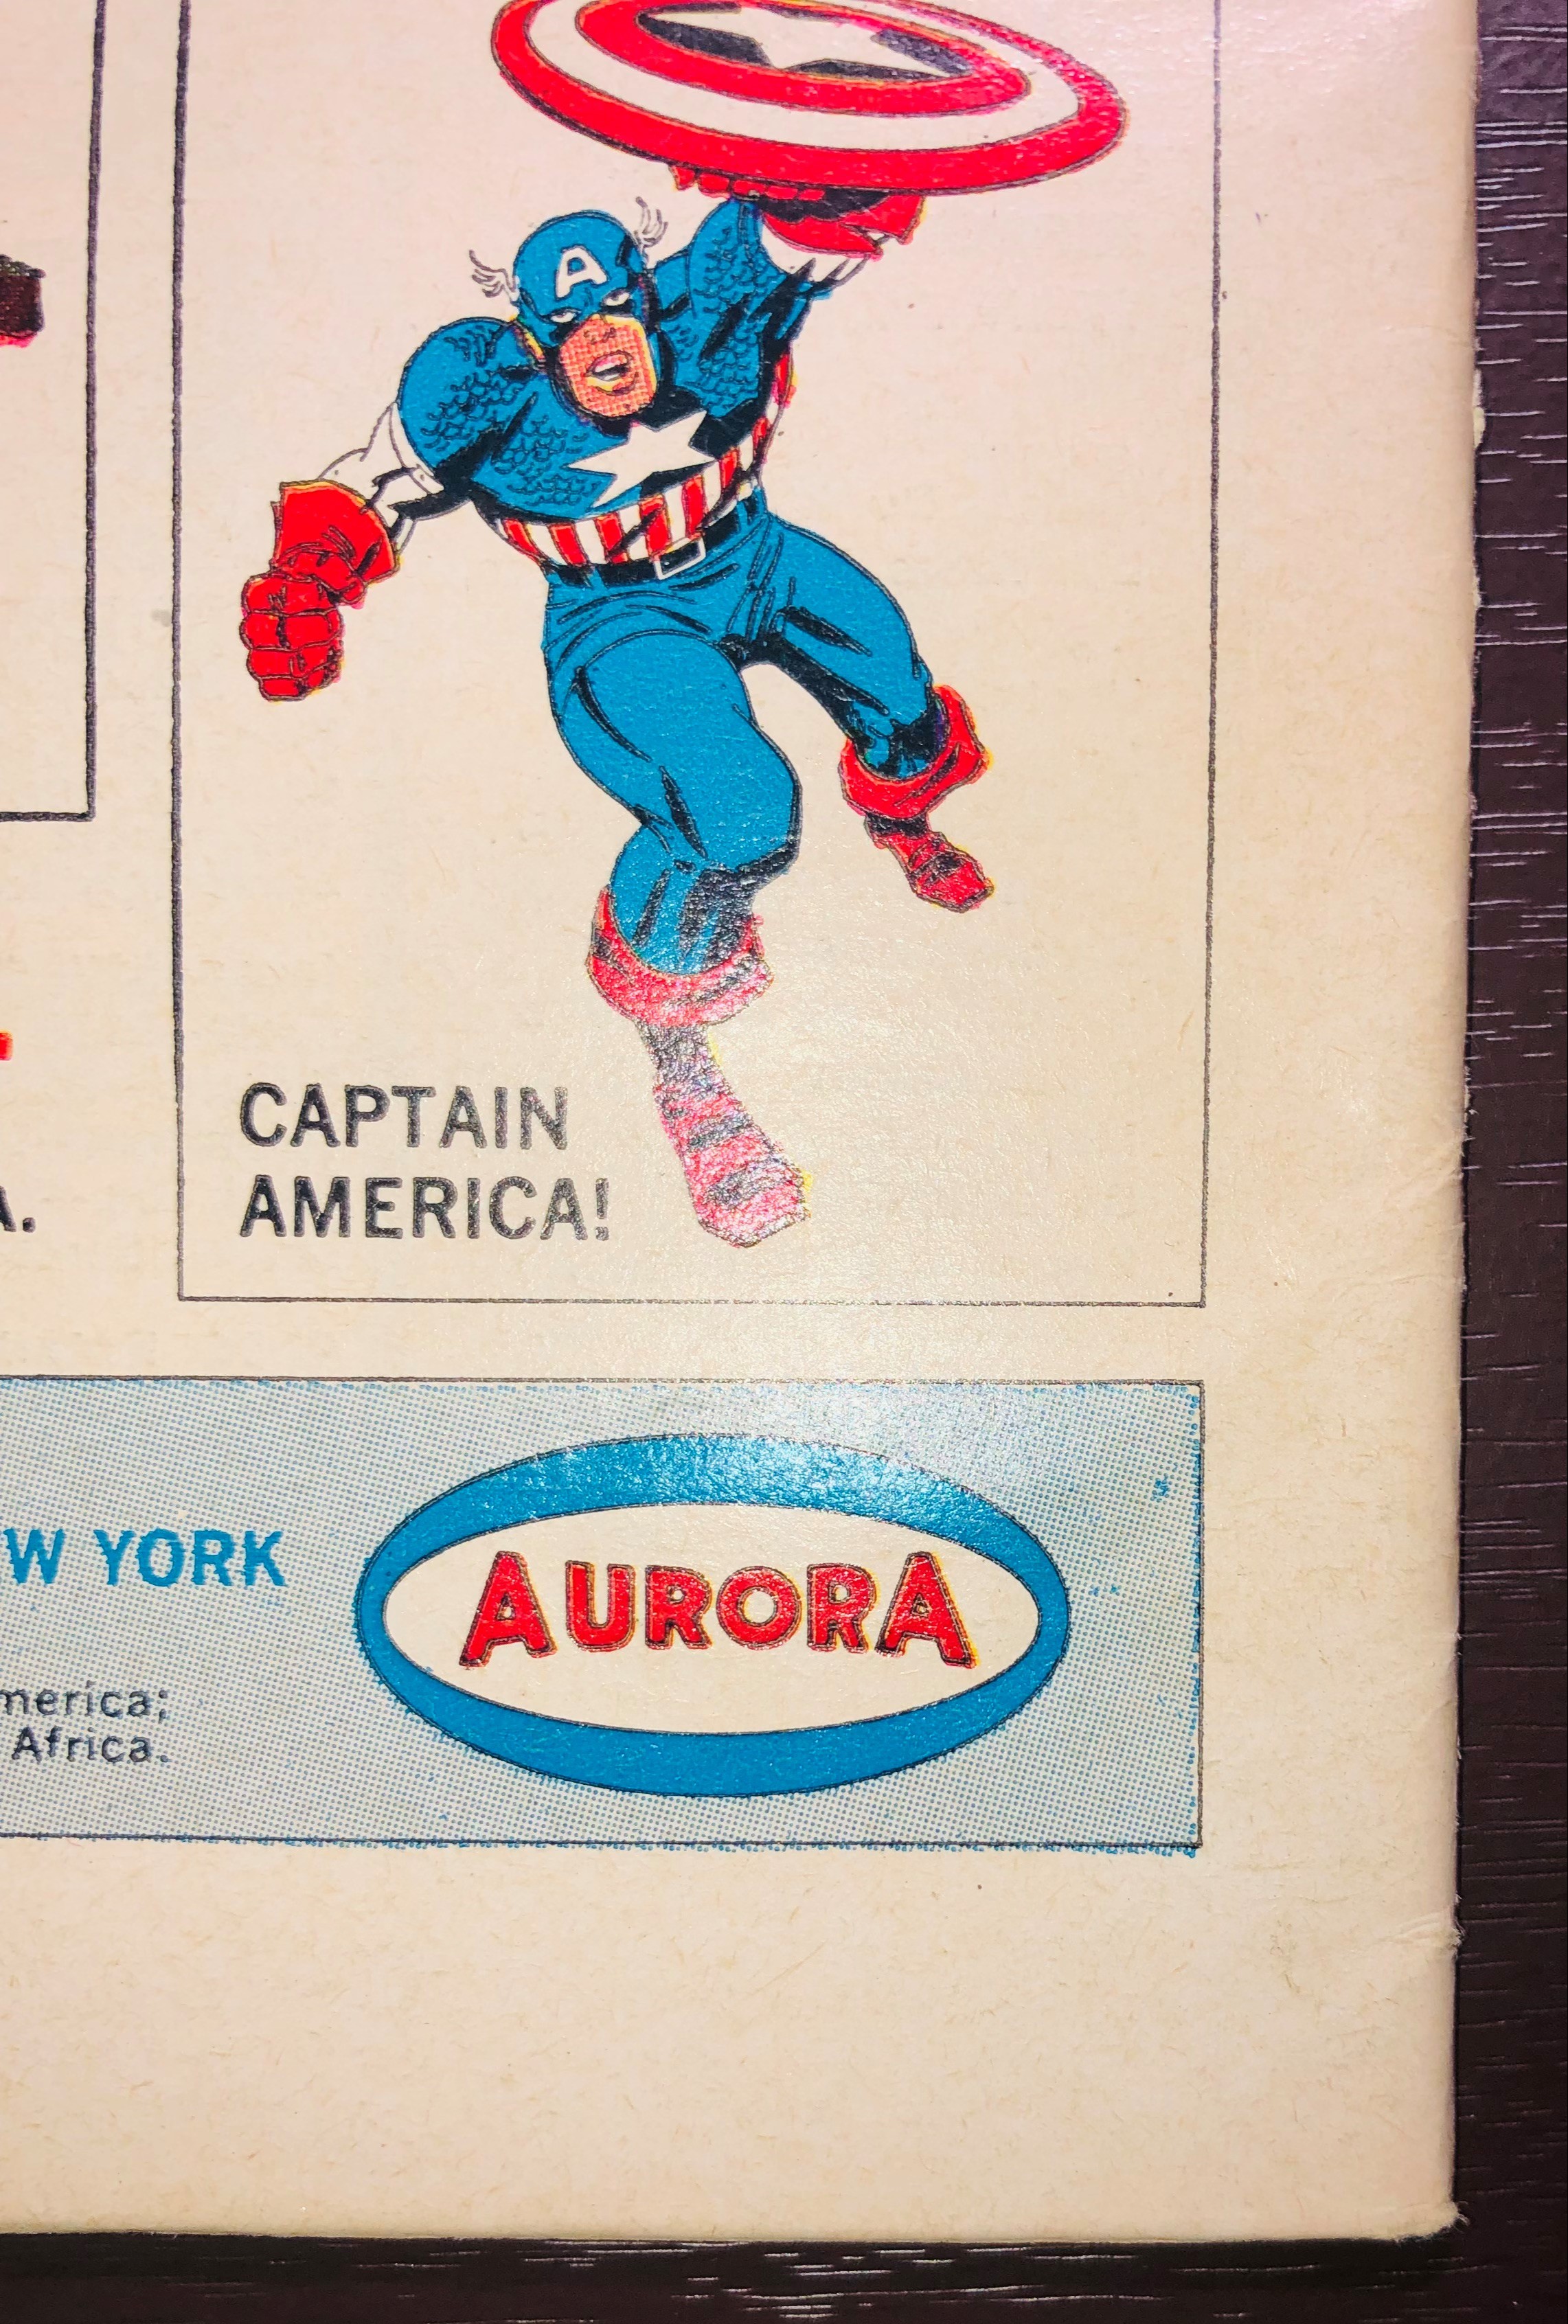 A
A.
CAPTAIN
AMERICA!
W YORK
AURORA
merica;
Africa.